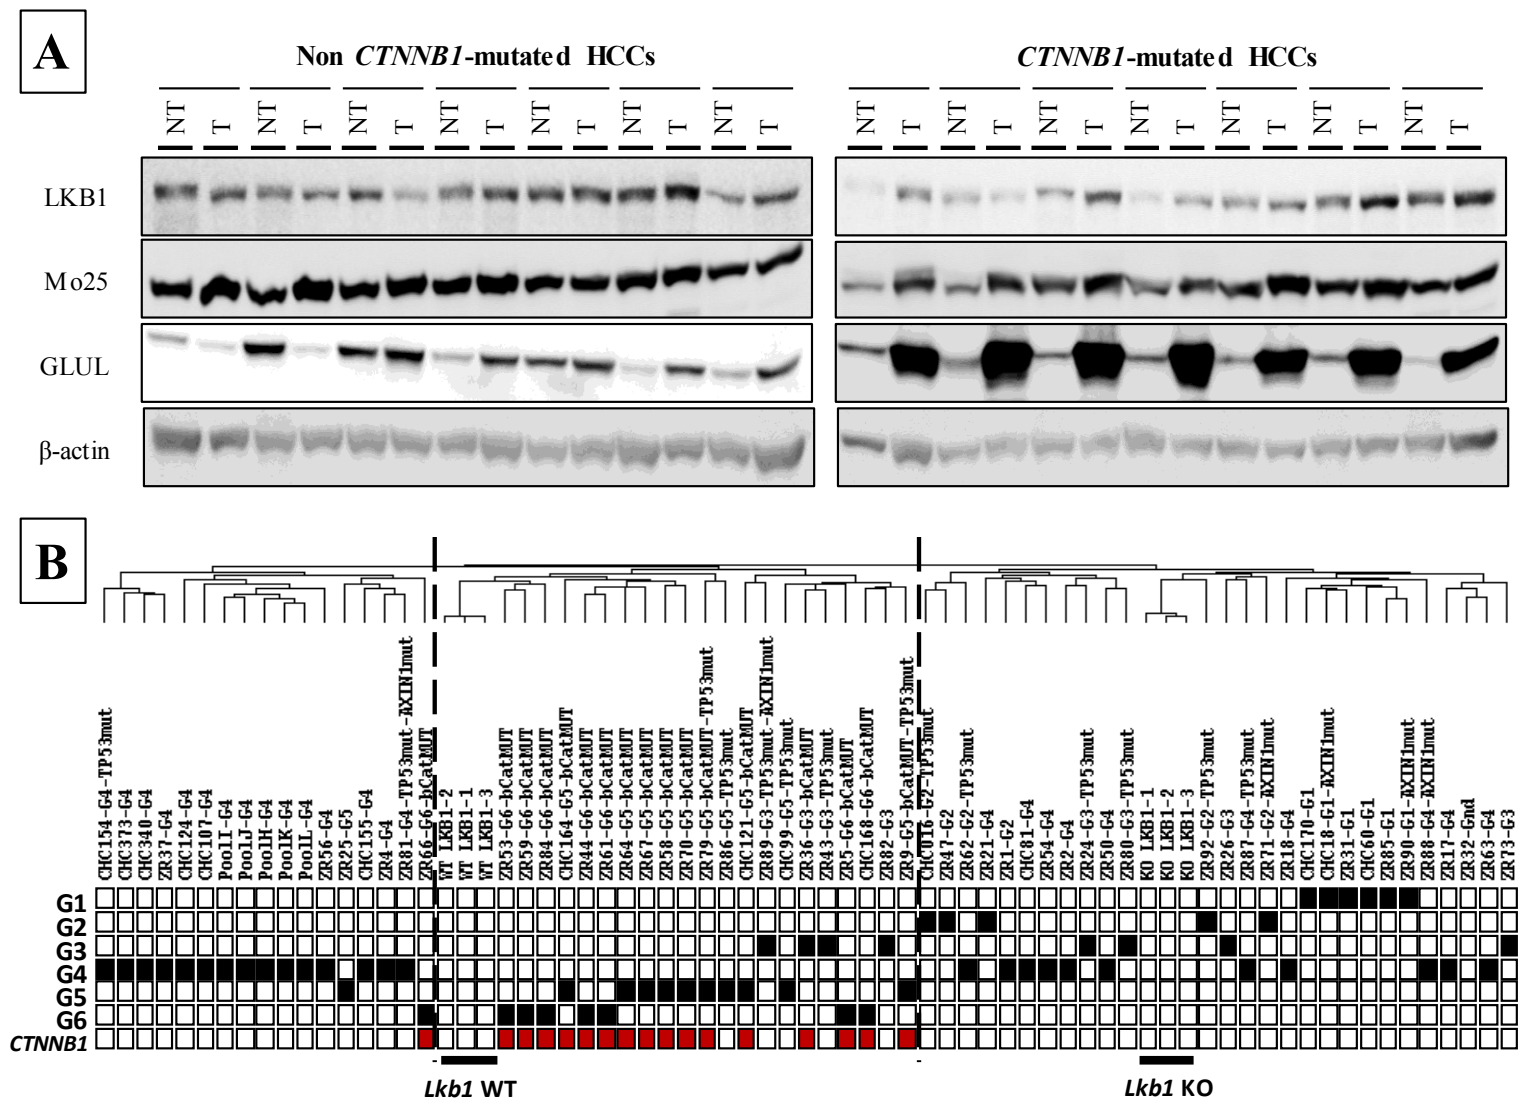 A
Non CTNNB1-mutated HCCs
CTNNB1-mutated HCCs
NT T NT T NT T NT T NT T NT T NT T
NT T NT T NT T NT T NT T NT T NT T
LKB1
Mo25
GLUL
β-actin
B
CHC154-G4-TP53mut
CHC373-G4
CHC340-G4
ZR37-G4
CHC124-G4
CHC107-G4
PoolI-G4
PoolJ-G4
PoolH-G4
PoolK-G4
PoolL-G4
ZR56-G4
ZR25-G5
CHC155-G4
ZR4-G4
ZR81-G4-TP53mut-AXIN1mut
ZR66-G6-bCatMUT
WT LKB1-2
WT LKB1-1
WT LKB1-3
ZR53-G6-bCatMUT
ZR59-G6-bCatMUT
ZR84-G6-bCatMUT
CHC164-G5-bCatMUT
ZR44-G6-bCatMUT
ZR61-G6-bCatMUT
ZR64-G5-bCatMUT
ZR67-G5-bCatMUT
ZR58-G5-bCatMUT
ZR70-G5-bCatMUT
ZR79-G5-bCatMUT-TP53mut
ZR86-G5-TP53mut
CHC121-G5-bCatMUT
ZR89-G3-TP53mut-AXIN1mut
CHC99-G5-TP53mut
ZR36-G3-bCatMUT
ZR43-G3-TP53mut
ZR5-G6-bCatMUT
CHC168-G6-bCatMUT
ZR82-G3
ZR9-G5-bCatMUT-TP53mut
CHC016-G2-TP53mut
ZR47-G2
ZR62-G2-TP53mut
ZR21-G4
ZR1-G2
CHC81-G4
ZR54-G4
ZR2-G4
ZR24-G3-TP53mut
ZR50-G4
ZR80-G3-TP53mut
KO LKB1-1
KO LKB1-2
KO LKB1-3
ZR92-G2-TP53mut
ZR26-G3
ZR87-G4-TP53mut
ZR71-G2-AXIN1mut
ZR18-G4
CHC170-G1
CHC18-G1-AXIN1mut
ZR31-G1
CHC60-G1
ZR85-G1
ZR90-G1-AXIN1mut
ZR88-G4-AXIN1mut
ZR17-G4
ZR32-Gnd
ZR63-G4
ZR73-G3
G1
G2
G3
G4
G5
G6
CTNNB1
Lkb1 WT
Lkb1 KO